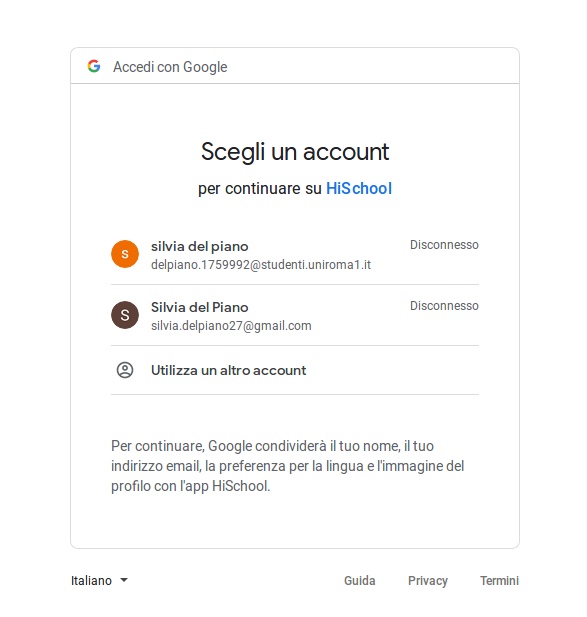 Accedi con Google
Scegli un account
per continuare su HiSchool
S
silvia del piano
Disconnesso
delpiano.1759992@studenti.uniroma1.it
S
Silvia del Piano
Disconnesso
silvia.delpiano27@gmail.com
Utilizza un altro account
Per continuare, Google condividerà il tuo nome, il tuo
indirizzo email, la preferenza per la lingua e l'immagine del
profilo con l'app HiSchool.
Italiano
Guida
Privacy
Termini